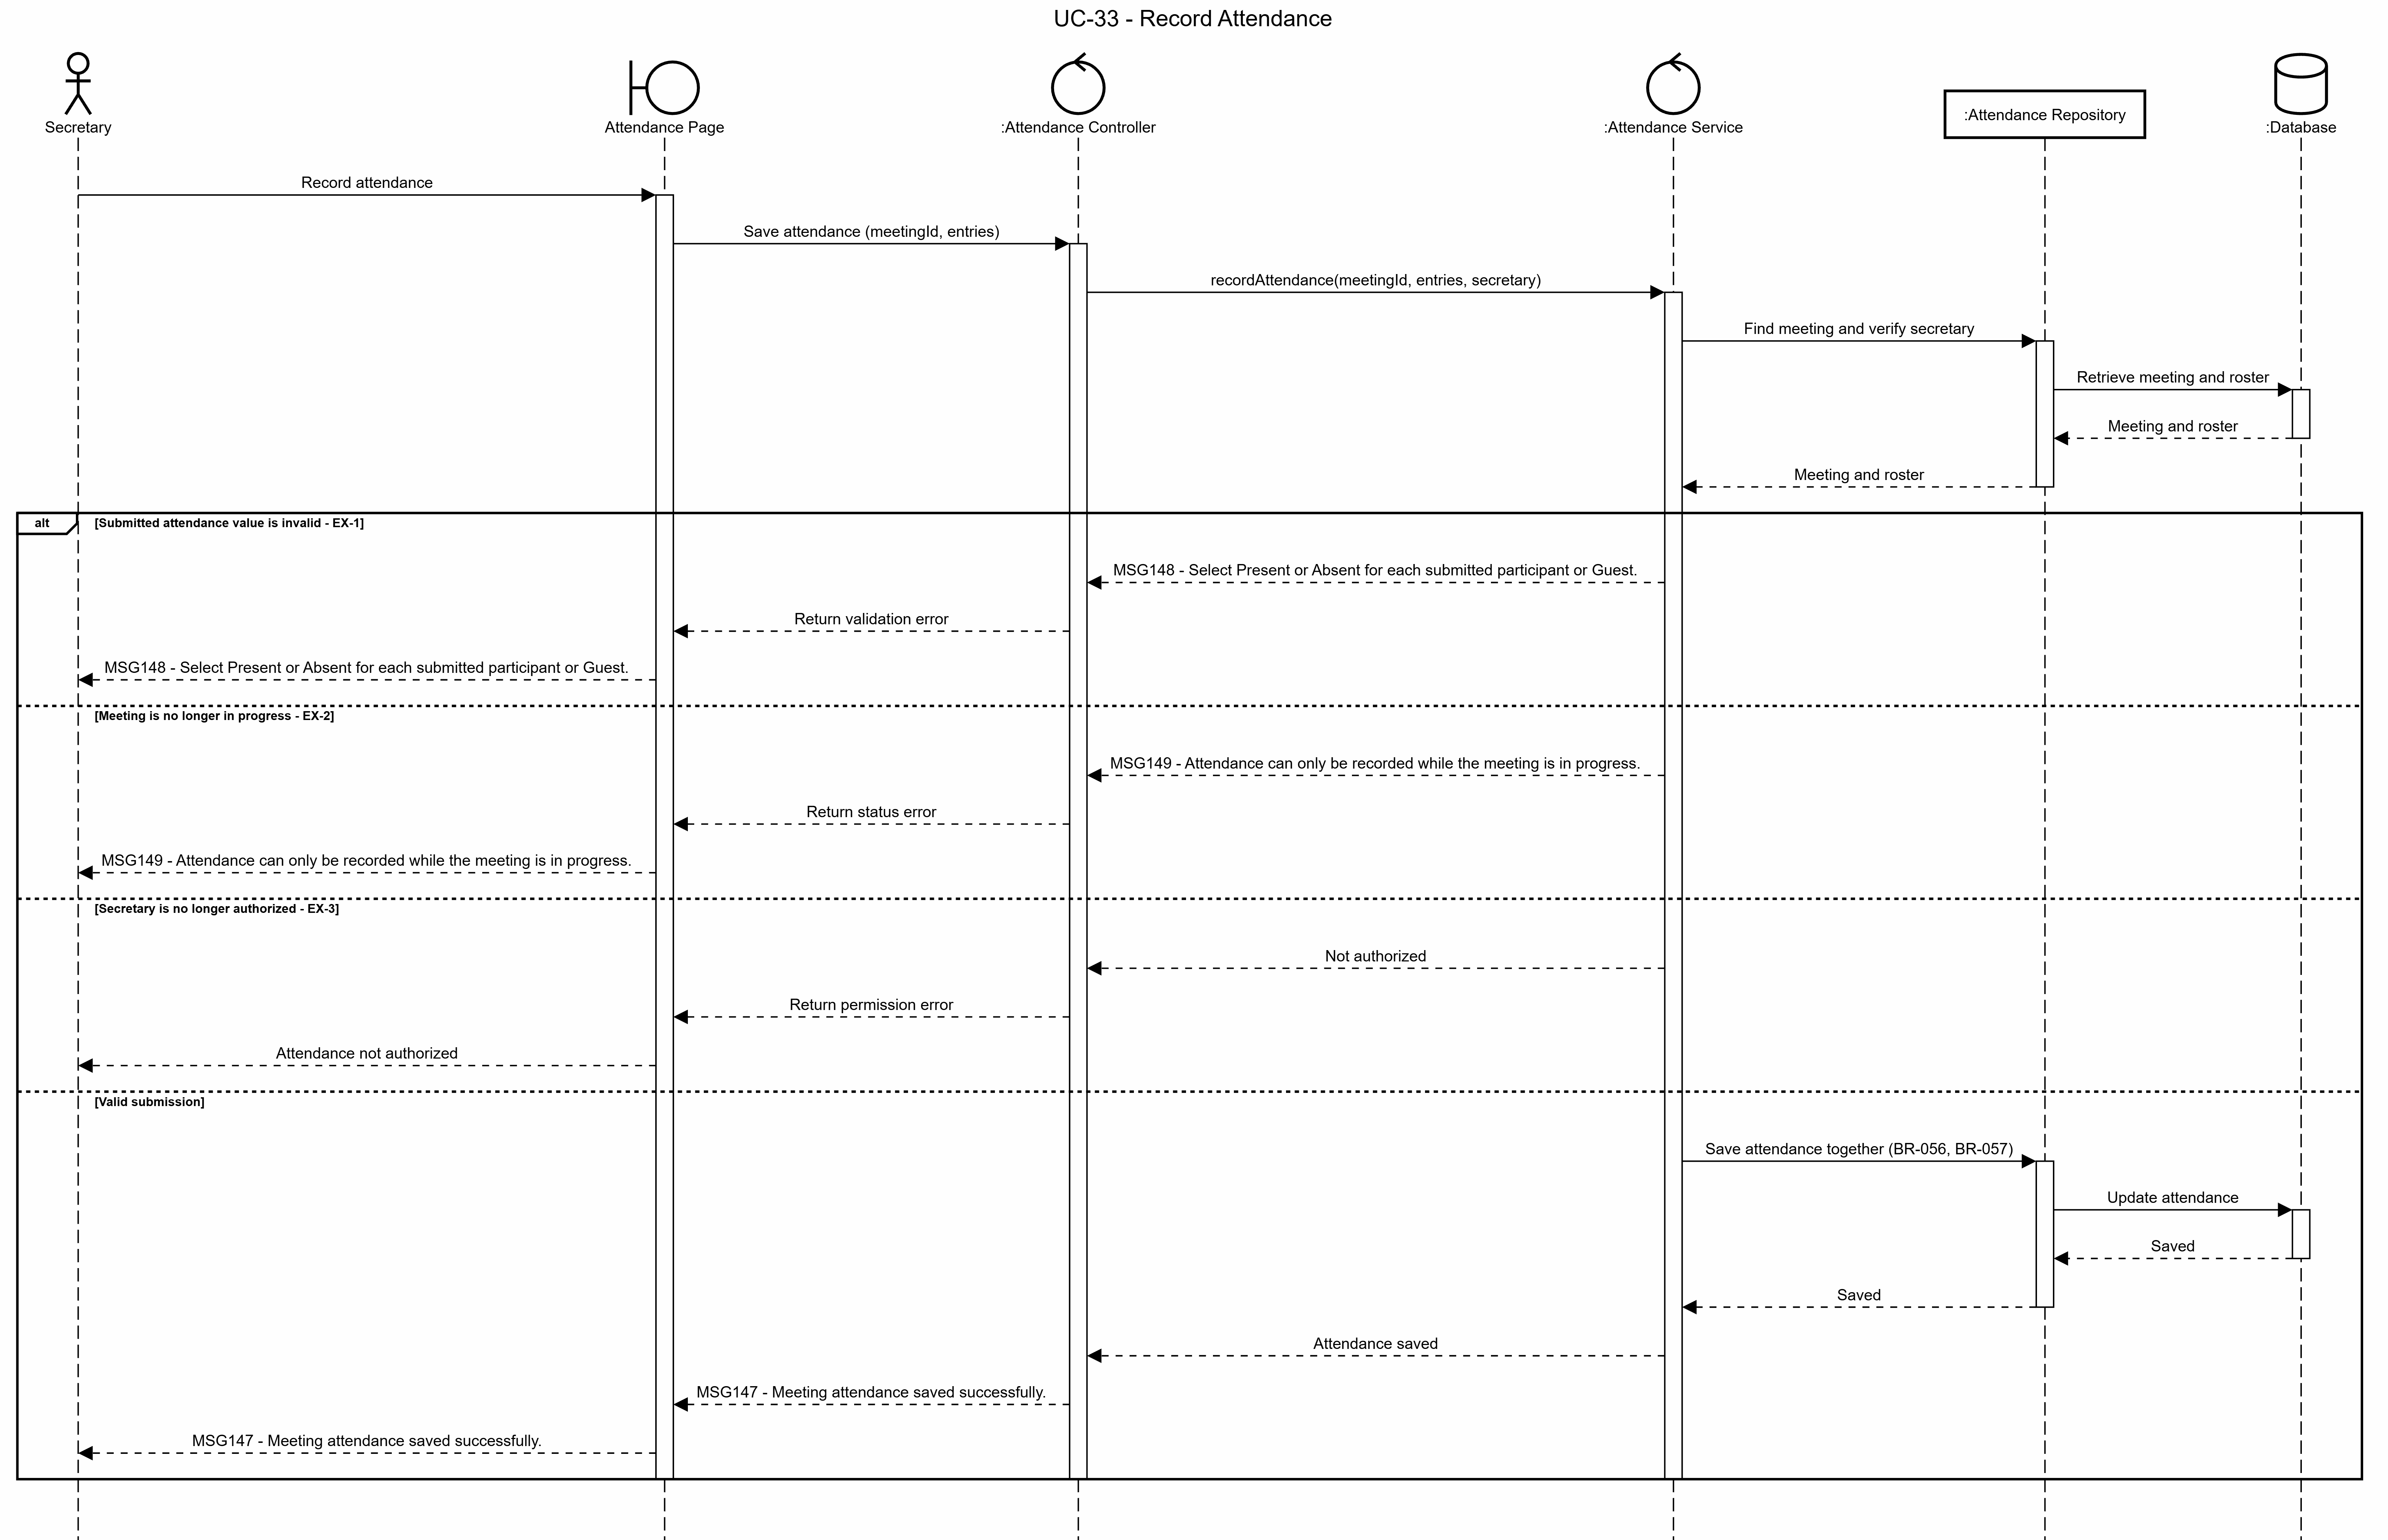 UC-33 - Record Attendance
Secretary
Attendance Page
:Attendance Controller
:Attendance Service
:Attendance Repository
:Database
Record attendance
Save attendance (meetingId, entries)
recordAttendance(meetingId, entries, secretary)
Find meeting and verify secretary
Retrieve meeting and roster
Meeting and roster
Meeting and roster
alt
[Submitted attendance value is invalid - EX-1]
MSG148 - Select Present or Absent for each submitted participant or Guest.
Return validation error
MSG148 - Select Present or Absent for each submitted participant or Guest.
[Meeting is no longer in progress - EX-2]
MSG149 - Attendance can only be recorded while the meeting is in progress.
Return status error
MSG149 - Attendance can only be recorded while the meeting is in progress.
[Secretary is no longer authorized - EX-3]
Not authorized
Return permission error
Attendance not authorized
[Valid submission]
Save attendance together (BR-056, BR-057)
Update attendance
Saved
Saved
Attendance saved
MSG147 - Meeting attendance saved successfully.
MSG147 - Meeting attendance saved successfully.